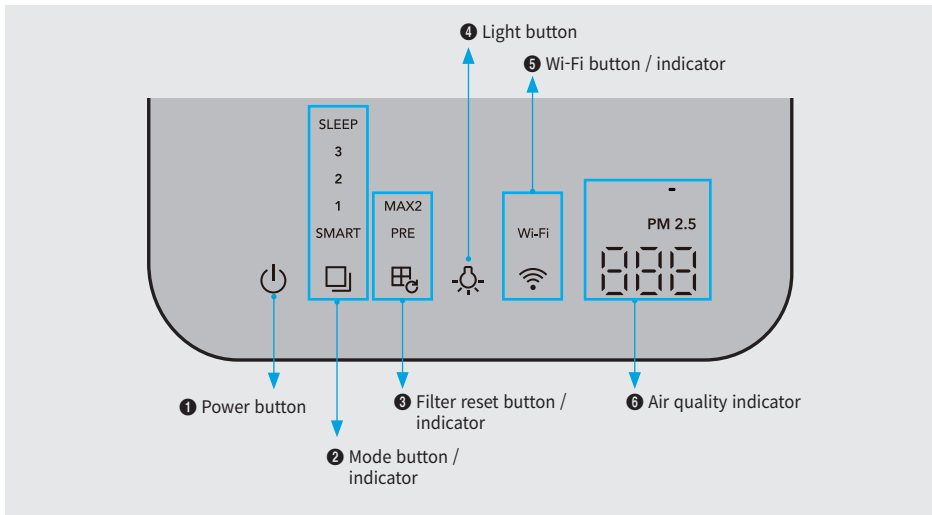 ❹ Light button
❺ Wi-Fi button / indicator
SLEEP
3
2
1
SMART
MAX2
PRE
Wi-Fi
PM 2.5
888
❶ Power button
❷ Mode button /
indicator
❸ Filter reset button /
indicator
❻ Air quality indicator